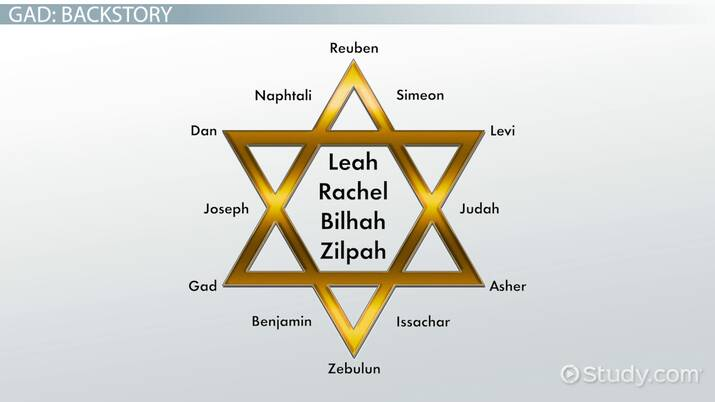 GAD: BACKSTORY
Reuben
Naphtali
Simeon
Dan
Levi
Leah
Rachel
Bilhah
Zilpah
Joseph
Judah
Gad
Asher
Benjamin
Issachar
Zebulun
Study.com